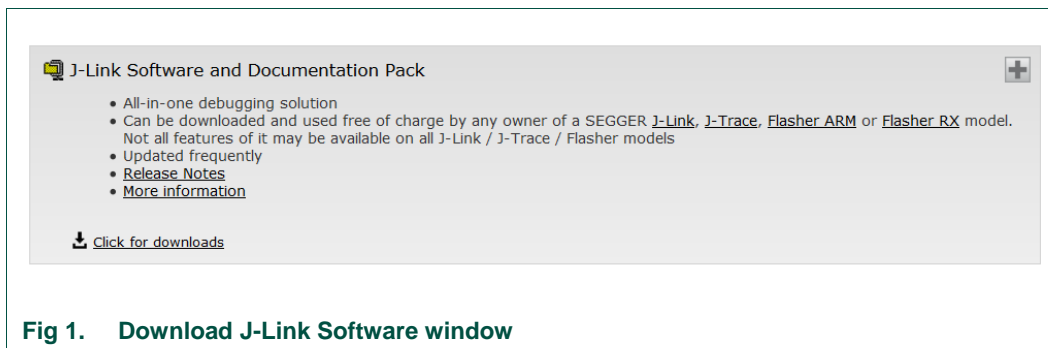 J-Link Software and Documentation Pack
• All-in-one debugging solution
• Can be downloaded and used free of charge by any owner of a SEGGER J-Link, J-Trace, Flasher ARM or Flasher RX model.
Not all features of it may be available on all J-Link / J-Trace / Flasher models
• Updated frequently
• Release Notes
• More information
Click for downloads
Fig 1. Download J-Link Software window